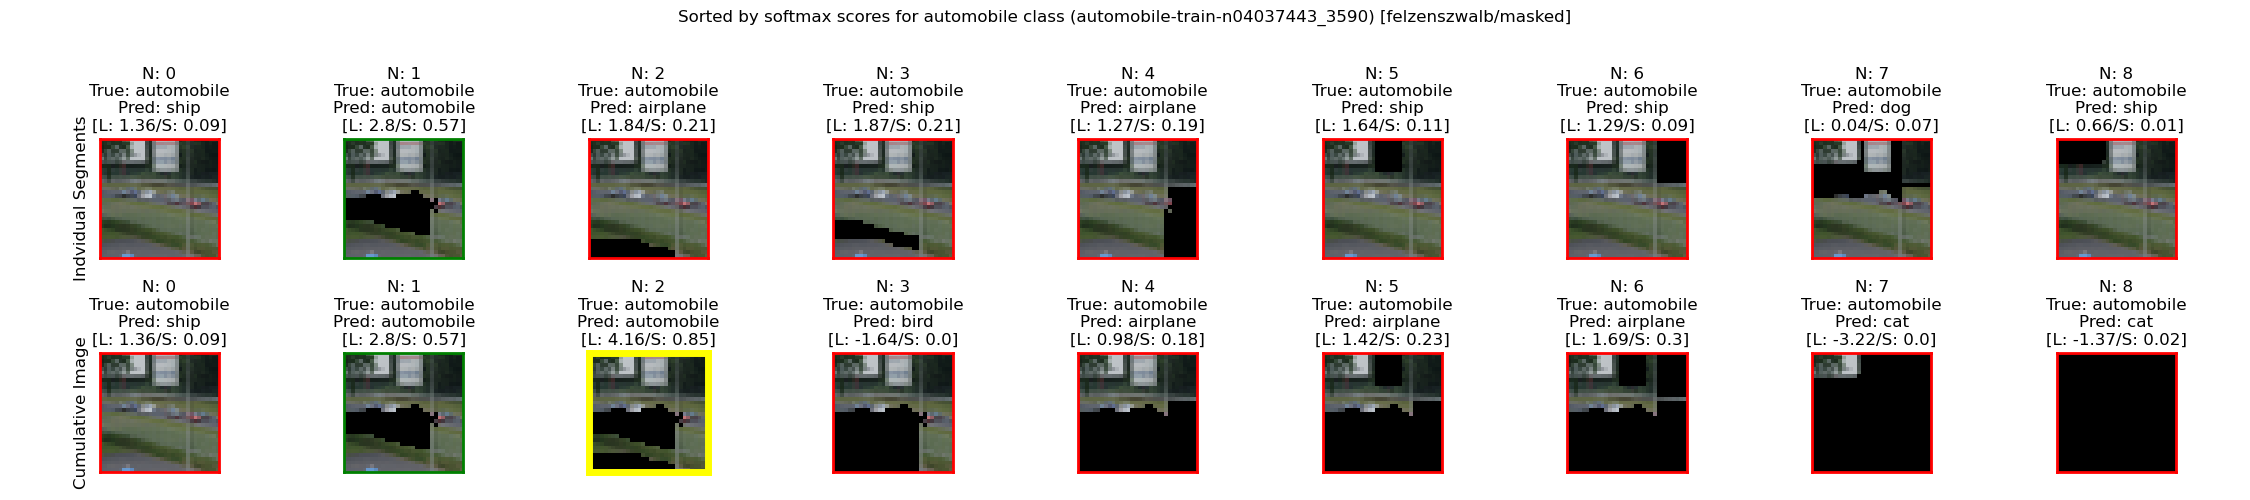 Sorted by softmax scores for automobile class (automobile-train-n04037443_3590) [felzenszwalb/masked]
Indvidual Segments
N: 0
True: automobile
Pred: ship
[L: 1.36/S: 0.09]
N: 1
True: automobile
Pred: automobile
[L: 2.8/S: 0.57]
N: 2
True: automobile
Pred: airplane
[L: 1.84/S: 0.21]
N: 3
True: automobile
Pred: ship
[L: 1.87/S: 0.21]
N: 4
True: automobile
Pred: airplane
[L: 1.27/S: 0.19]
N: 5
True: automobile
Pred: ship
[L: 1.64/S: 0.11]
N: 6
True: automobile
Pred: ship
[L: 1.29/S: 0.09]
N: 7
True: automobile
Pred: dog
[L: 0.04/S: 0.07]
N: 8
True: automobile
Pred: ship
[L: 0.66/S: 0.01]
Cumulative Image
N: 0
True: automobile
Pred: ship
[L: 1.36/S: 0.09]
N: 1
True: automobile
Pred: automobile
[L: 2.8/S: 0.57]
N: 2
True: automobile
Pred: automobile
[L: 4.16/S: 0.85]
N: 3
True: automobile
Pred: bird
[L: -1.64/S: 0.0]
N: 4
True: automobile
Pred: airplane
[L: 0.98/S: 0.18]
N: 5
True: automobile
Pred: airplane
[L: 1.42/S: 0.23]
N: 6
True: automobile
Pred: airplane
[L: 1.69/S: 0.3]
N: 7
True: automobile
Pred: cat
[L: -3.22/S: 0.0]
N: 8
True: automobile
Pred: cat
[L: -1.37/S: 0.02]